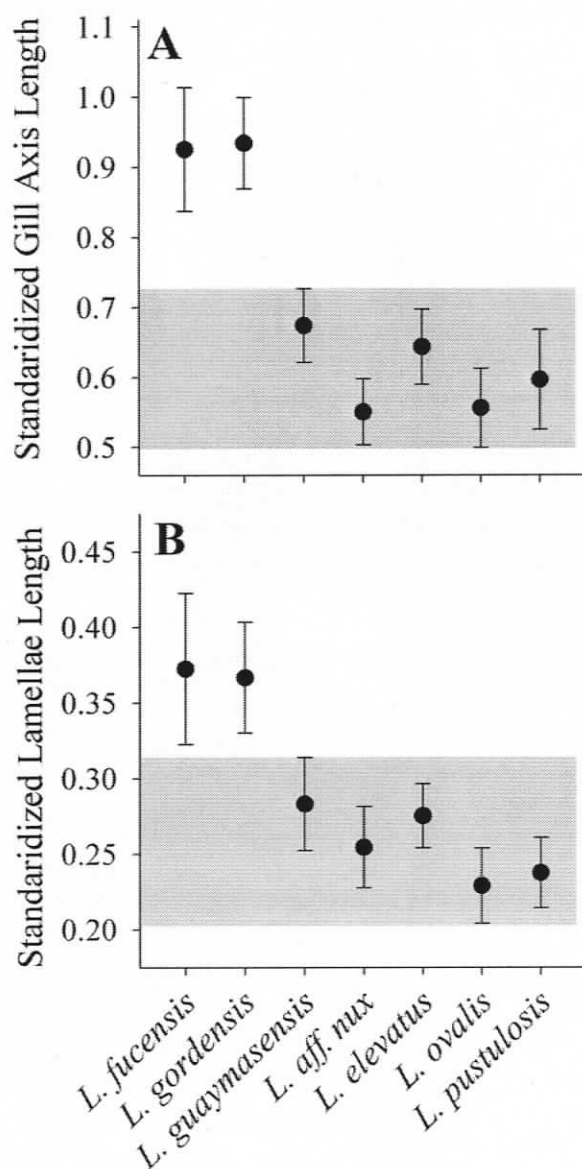 A
Standaridized Gill Axis Length
1.1
1.0
0.9
0.8
0.7
0.6
0.5
B
Standaridized Lamellae Length
0.45
0.40
0.35
0.30
0.25
0.20
L. fucensis
L. gordensis
L. guaymasensis
L. aff. nux
L. elevatus
L. ovalis
L. pustulosis